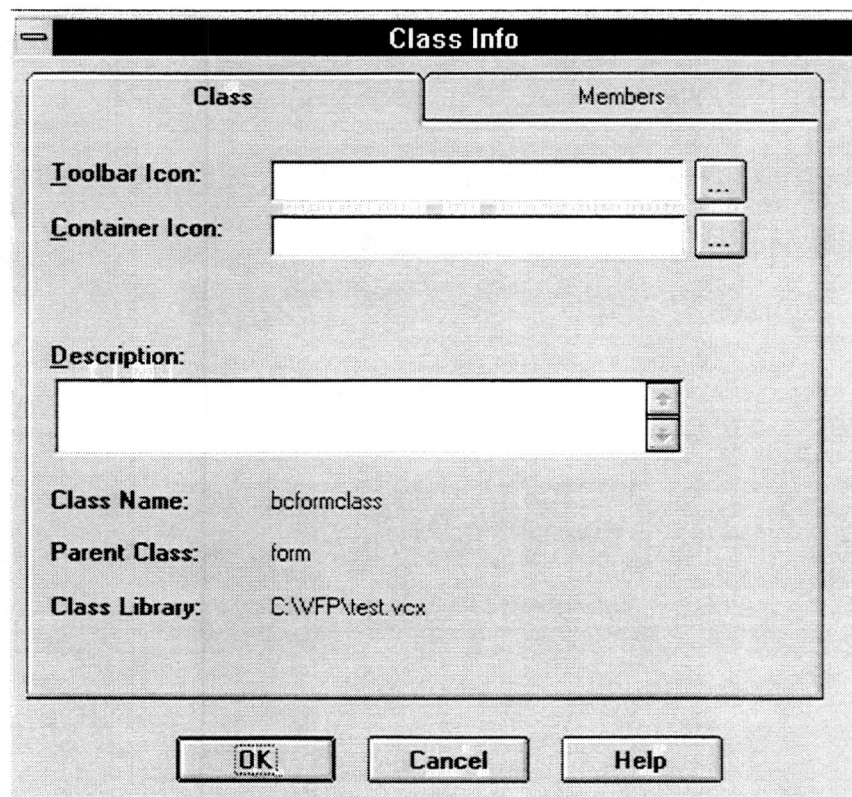 Class Info
Class Members
Toolbar Icon: ...
Container Icon: ...
Description:
Class Name: bcformclass
Parent Class: form
Class Library: C:\VFP\test.vcx
OK Cancel Help